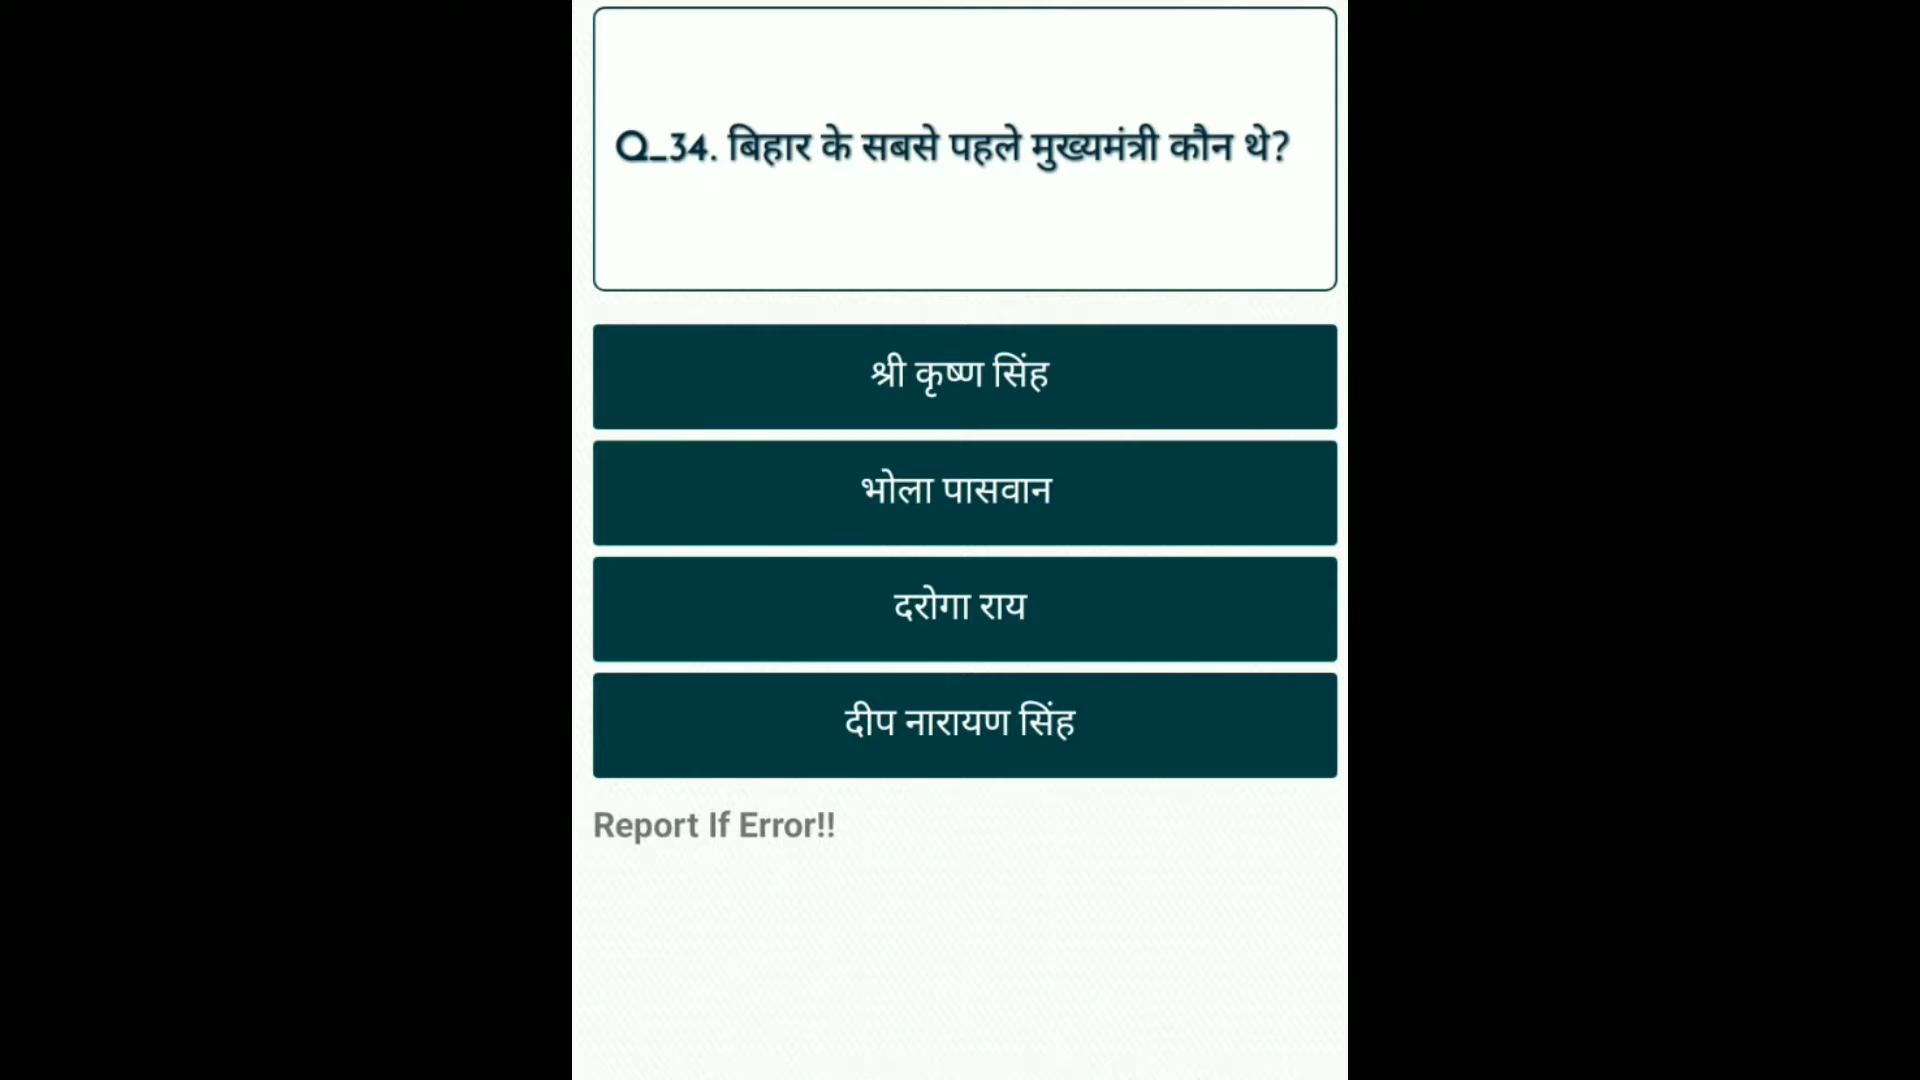 Q_34. बिहार के सबसे पहले मुख्यमंत्री कौन थे?
श्री कृष्ण सिंह
भोला पासवान
दरोगा राय
दीप नारायण सिंह
Report If Error!!